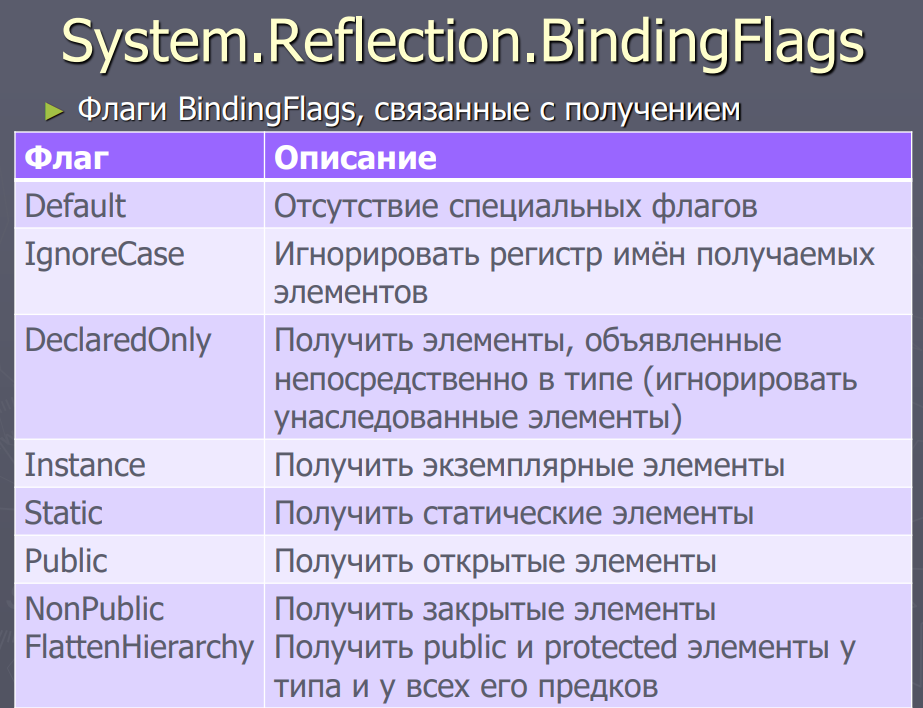 System.Reflection.BindingFlags
Флаги BindingFlags, связанные с получением
Флаг Описание
Default Отсутствие специальных флагов
IgnoreCase Игнорировать регистр имён получаемых
элементов
DeclaredOnly Получить элементы, объявленные
непосредственно в типе (игнорировать
унаследованные элементы)
Instance Получить экземплярные элементы
Static Получить статические элементы
Public Получить открытые элементы
NonPublic Получить закрытые элементы
FlattenHierarchy Получить public и protected элементы у
типа и у всех его предков